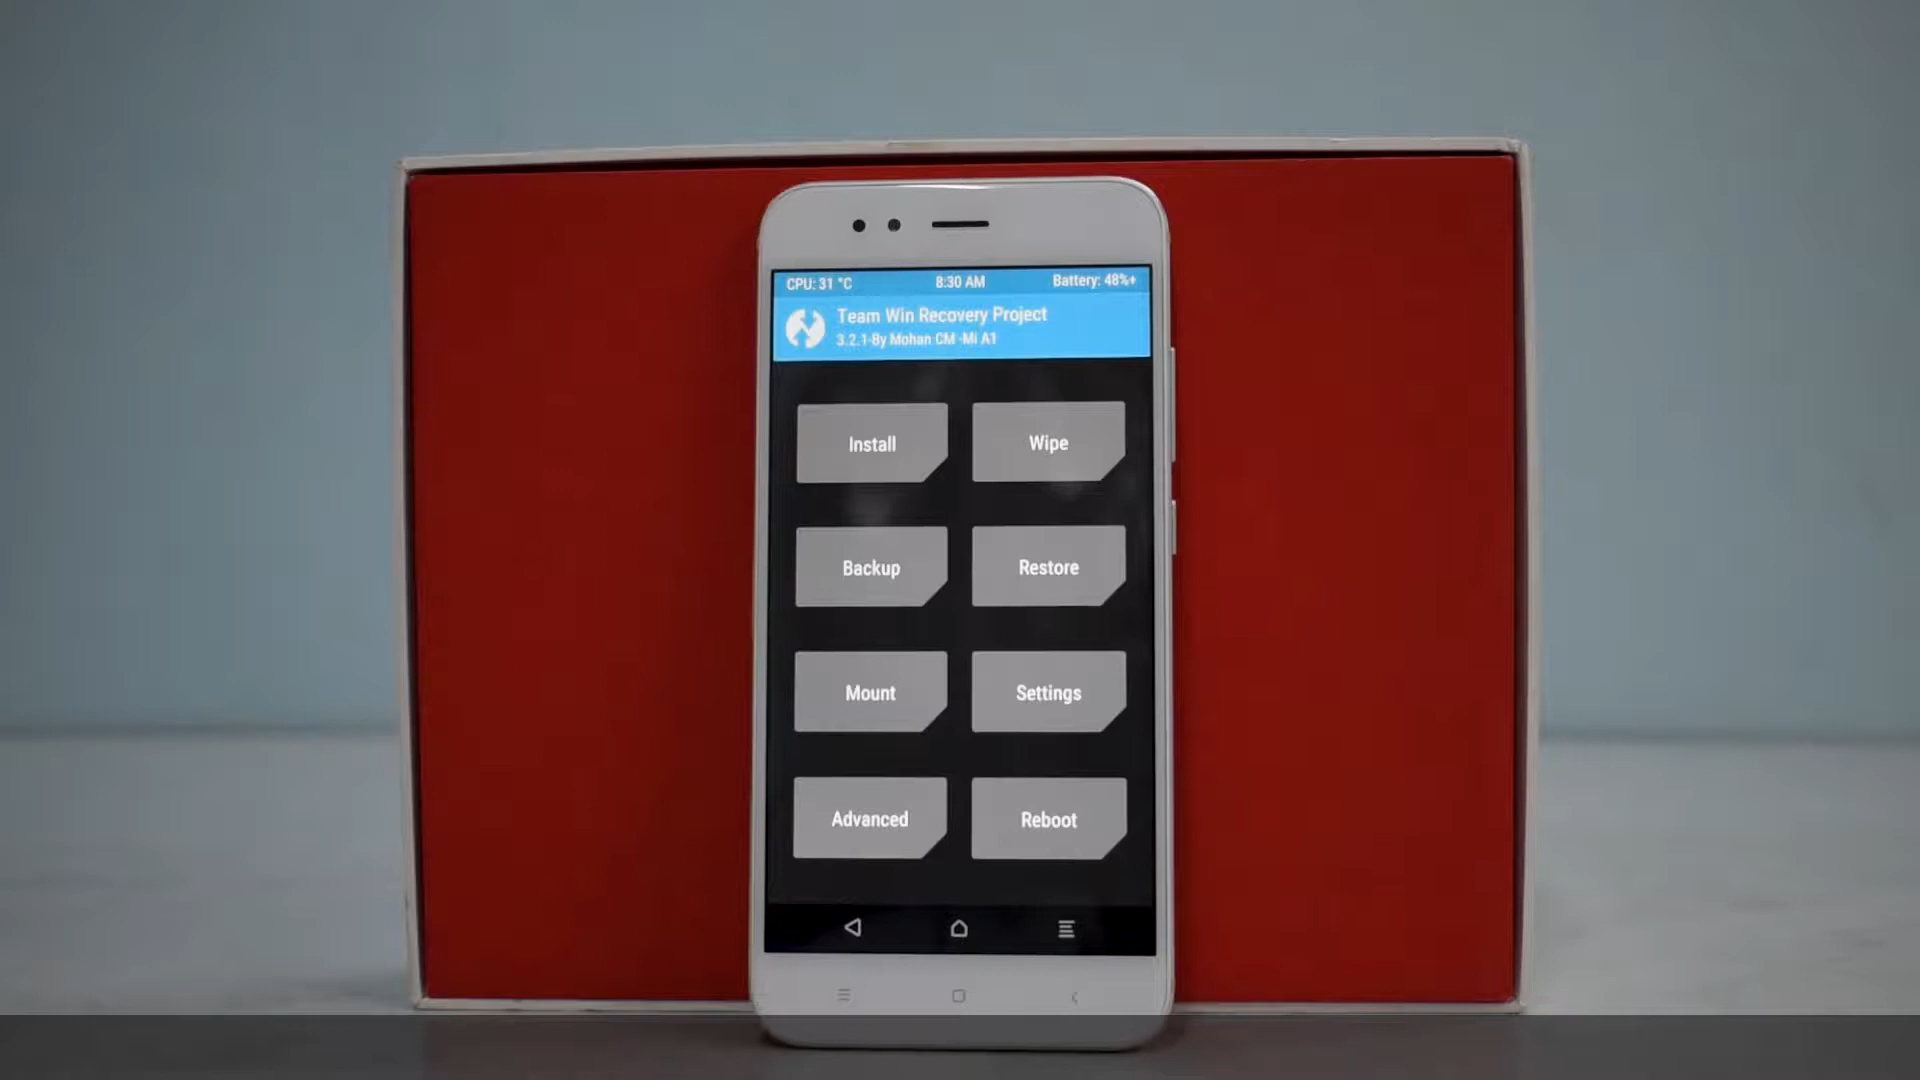 CPU: 31 °C 8:30 AM Battery: 48%+
Team Win Recovery Project
3.2.1-By Mohan CM -Mi A1
Install Wipe
Backup Restore
Mount Settings
Advanced Reboot